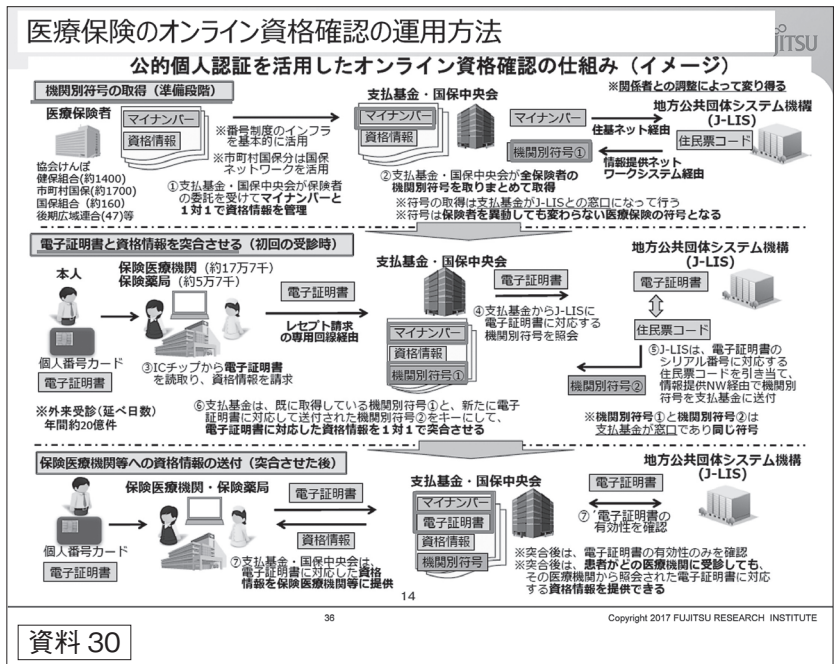 医療保険のオンライン資格確認の運用方法
FUJITSU
公的個人認証を活用したオンライン資格確認の仕組み（イメージ）
機関別符号の取得（準備段階）
※関係者との調整によって変り得る
医療保険者
協会けんぽ
健保組合(約1400)
市町村国保(約1700)
国保組合（約160）
後期広域連合(47)等
マイナンバー
資格情報
※番号制度のインフラ
を基本的に活用
※市町村国保分は国保
ネットワークを活用
①支払基金・国保中央会が保険者
の委託を受けてマイナンバーと
１対１で資格情報を管理
支払基金・国保中央会
マイナンバー
資格情報
マイナンバー
住基ネット経由
機関別符号①
情報提供ネット
ワークシステム経由
地方公共団体システム機構
（J-LIS）
住民票コード
②支払基金・国保中央会が全保険者の
機関別符号を取りまとめて取得
※符号の取得は支払基金がJ-LISとの窓口になって行う
※符号は保険者を異動しても変わらない医療保険の符号となる
電子証明書と資格情報を突合させる（初回の受診時）
本人
個人番号カード
電子証明書
※外来受診（延べ日数）
年間約20億件
保険医療機関（約17万7千）
保険薬局（約5万7千）
電子証明書
レセプト請求
の専用回線経由
③ICチップから電子証明書
を読取り、資格情報を請求
支払基金・国保中央会
マイナンバー
資格情報
機関別符号①
電子証明書
④支払基金からJ-LISに
電子証明書に対応する
機関別符号を照会
機関別符号②
地方公共団体システム機構
（J-LIS）
電子証明書
住民票コード
⑤J-LISは、電子証明書の
シリアル番号に対応する
住民票コードを引き当て、
情報提供NW経由で機関別
符号を支払基金に送付
⑥支払基金は、既に取得している機関別符号①と、新たに電子
証明書に対応して送付された機関別符号②をキーにして、
電子証明書に対応した資格情報を１対１で突合させる
※機関別符号①と機関別符号②は
支払基金が窓口であり同じ符号
保険医療機関等への資格情報の送付（突合させた後）
個人番号カード
電子証明書
保険医療機関・保険薬局
電子証明書
資格情報
⑦支払基金・国保中央会は、
電子証明書に対応した資格
情報を保険医療機関等に提供
支払基金・国保中央会
マイナンバー
電子証明書
資格情報
機関別符号
電子証明書
⑦’電子証明書の
有効性を確認
地方公共団体システム機構
（J-LIS）
※突合後は、電子証明書の有効性のみを確認
※突合後は、患者がどの医療機関に受診しても、
その医療機関から照会された電子証明書に対応
する資格情報を提供できる
14
36
Copyright 2017 FUJITSU RESEARCH INSTITUTE
資料 30